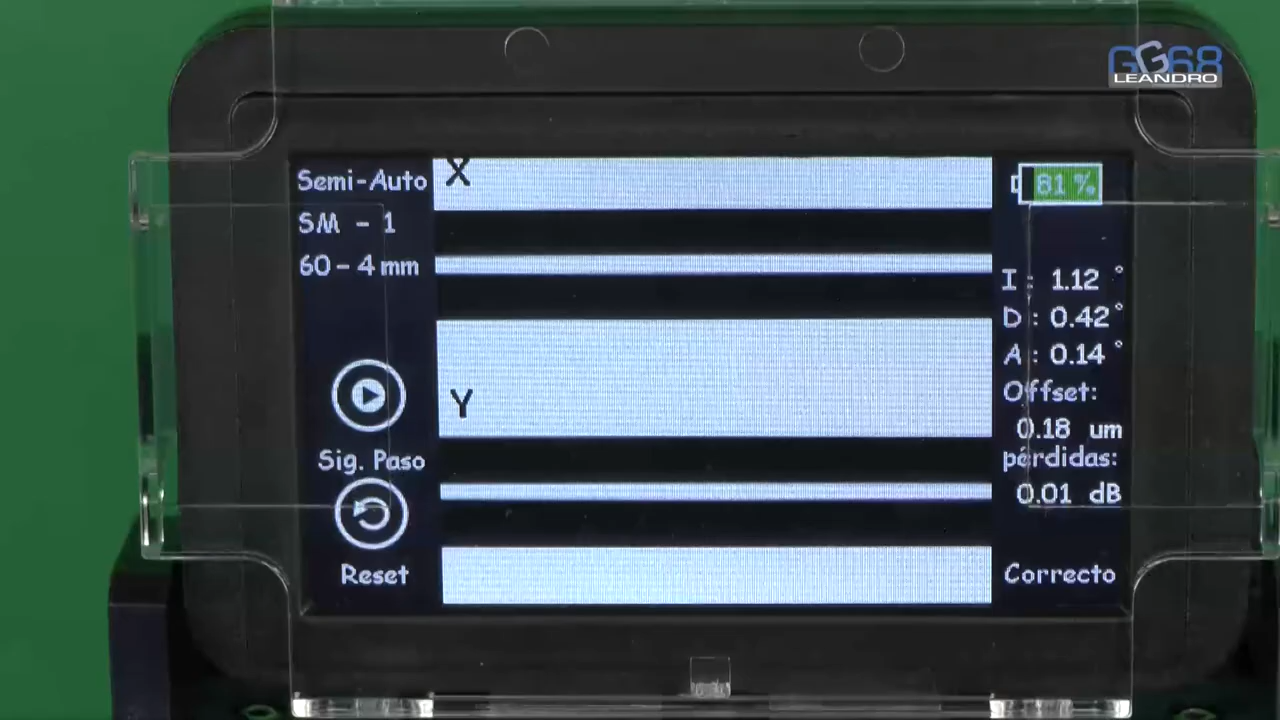 GG68
LEANDRO
Semi-Auto
SM - 1
60 - 4 mm
Sig. Paso
Reset
X
Y
81 %
I : 1.12 °
D : 0.42 °
A : 0.14 °
Offset:
0.18 um
pérdidas:
0.01 dB
Correcto